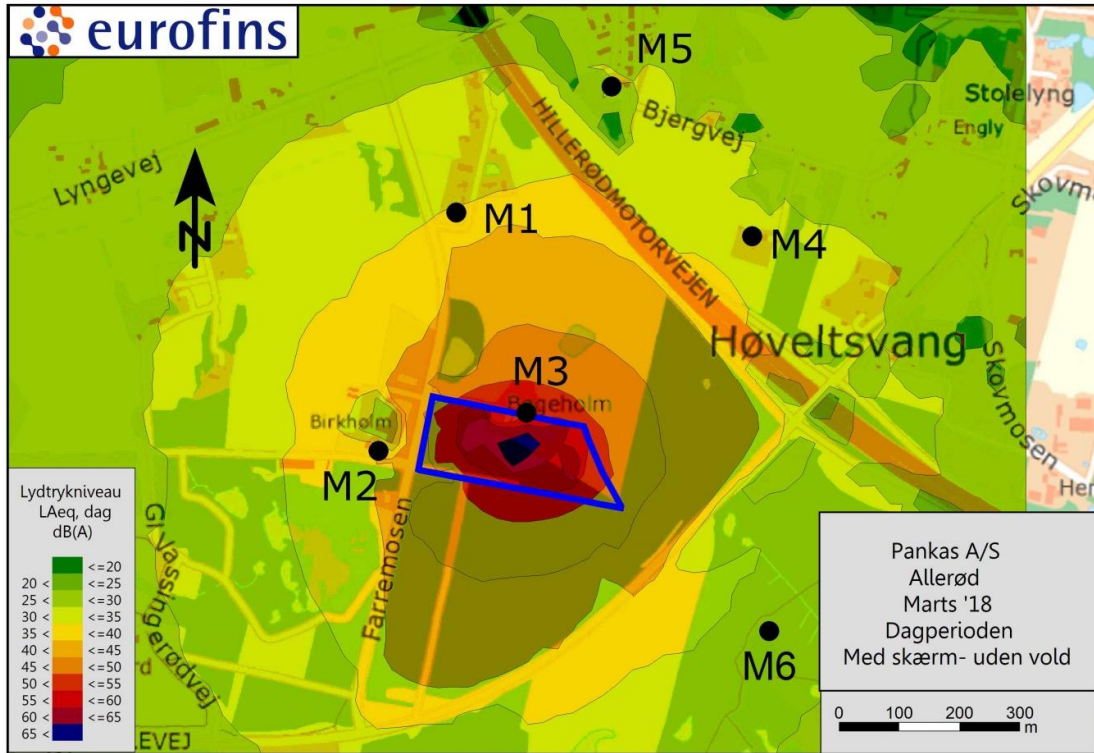 eurofins
M5
Stolelyng
Engly
Bjergvej
HILLERØDMOTORVEJEN
Lyngevej
N
M1
M4
Høveltsvang
Skovmosen
M3
Bøgeholm
Birkholm
M2
Farremosen
M6
Lydtrykniveau
LAeq, dag
dB(A)
<=20
20 < <=25
25 < <=30
30 < <=35
35 < <=40
40 < <=45
45 < <=50
50 < <=55
55 < <=60
60 < <=65
65 <
Pankas A/S
Allerød
Marts '18
Dagperioden
Med skærm- uden vold
0 100 200 300
m